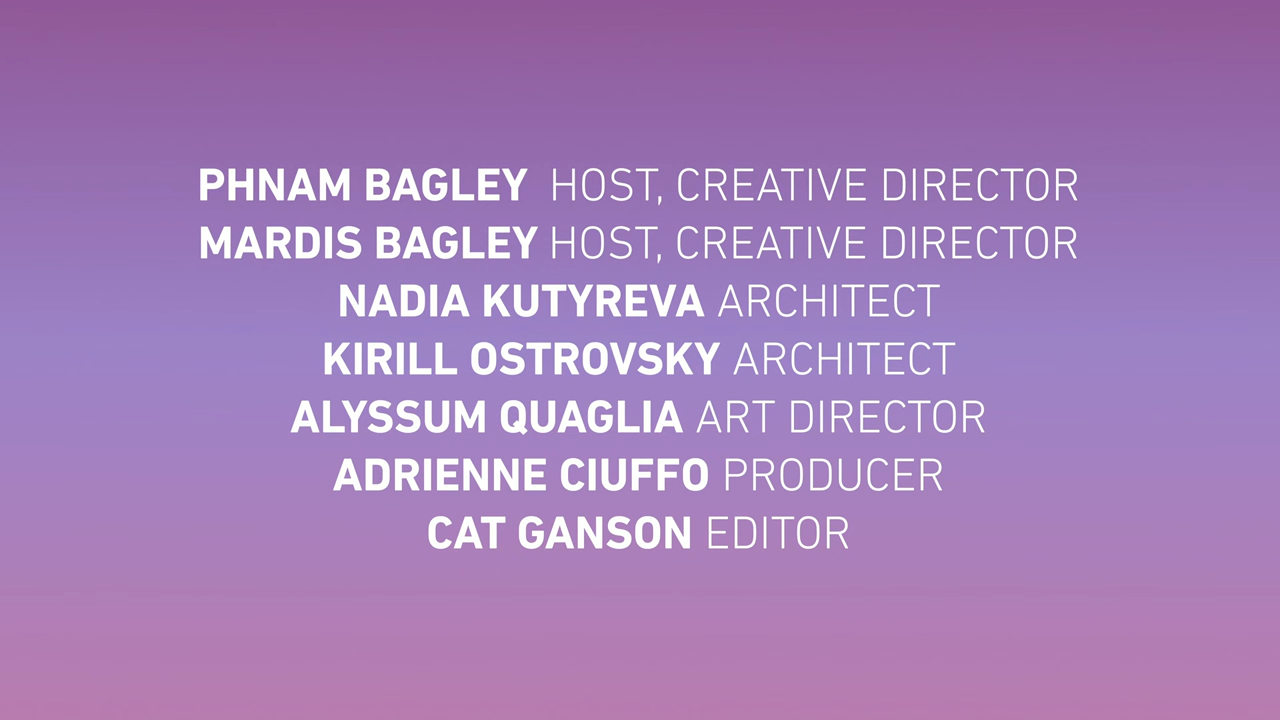 PHNAM BAGLEY HOST, CREATIVE DIRECTOR
MARDIS BAGLEY HOST, CREATIVE DIRECTOR
NADIA KUTYREVA ARCHITECT
KIRILL OSTROVSKY ARCHITECT
ALYSSUM QUAGLIA ART DIRECTOR
ADRIENNE CIUFFO PRODUCER
CAT GANSON EDITOR